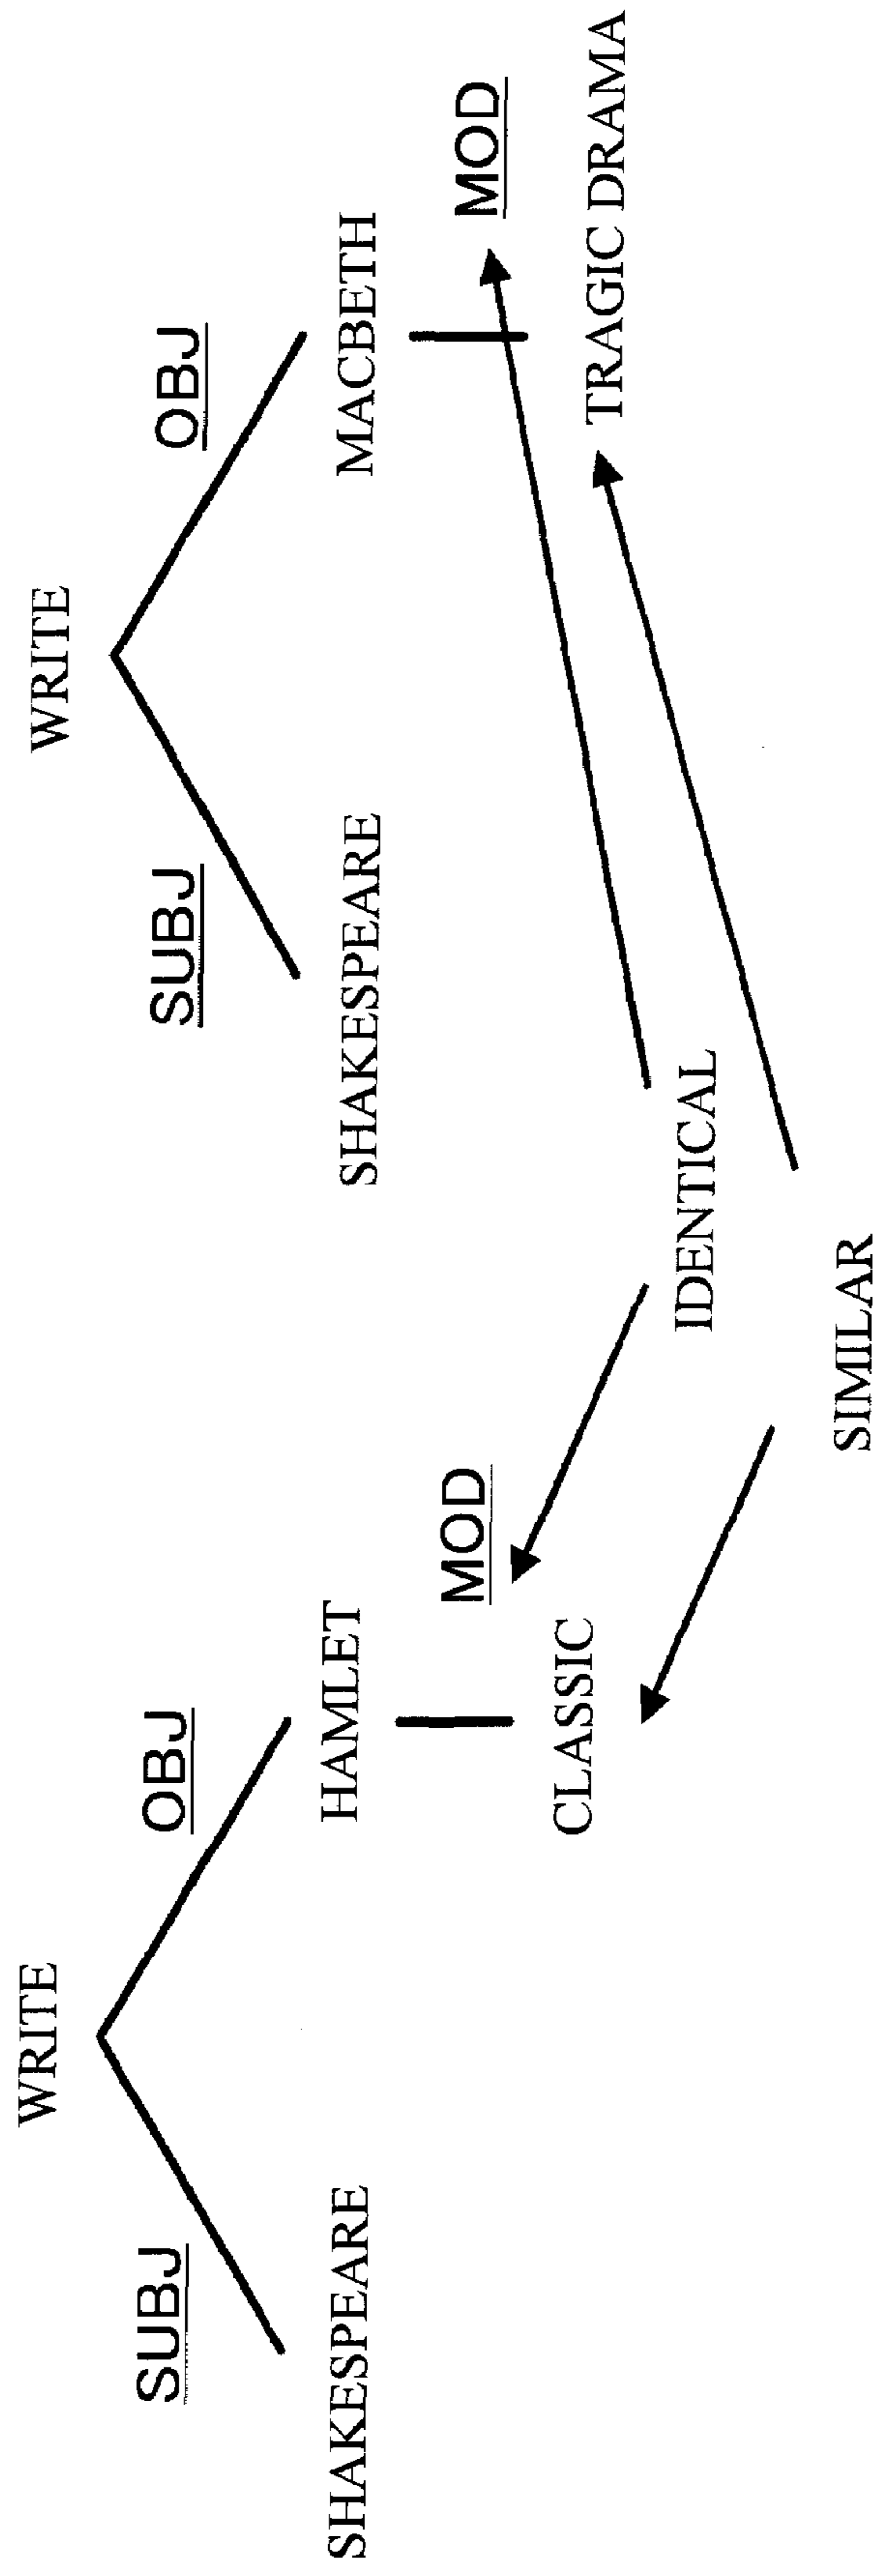 WRITE
SUBJ
OBJ
SHAKESPEARE
HAMLET
MOD
CLASSIC
WRITE
SUBJ
OBJ
SHAKESPEARE
MACBETH
MOD
TRAGIC DRAMA
IDENTICAL
SIMILAR